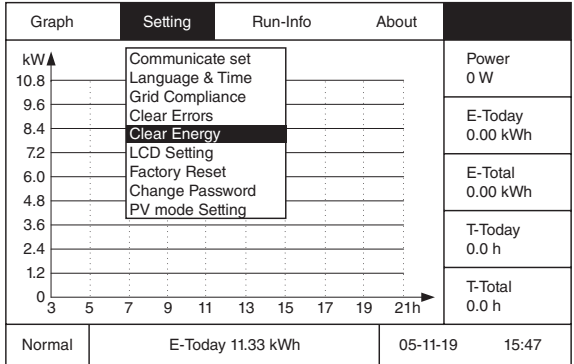 Graph Setting Run-Info About
kW
10.8
9.6
8.4
7.2
6.0
4.8
3.6
2.4
1.2
0
3 5 7 9 11 13 15 17 19 21h
Communicate set
Language & Time
Grid Compliance
Clear Errors
Clear Energy
LCD Setting
Factory Reset
Change Password
PV mode Setting
Power
0 W
E-Today
0.00 kWh
E-Total
0.00 kWh
T-Today
0.0 h
T-Total
0.0 h
Normal E-Today 11.33 kWh 05-11-19 15:47